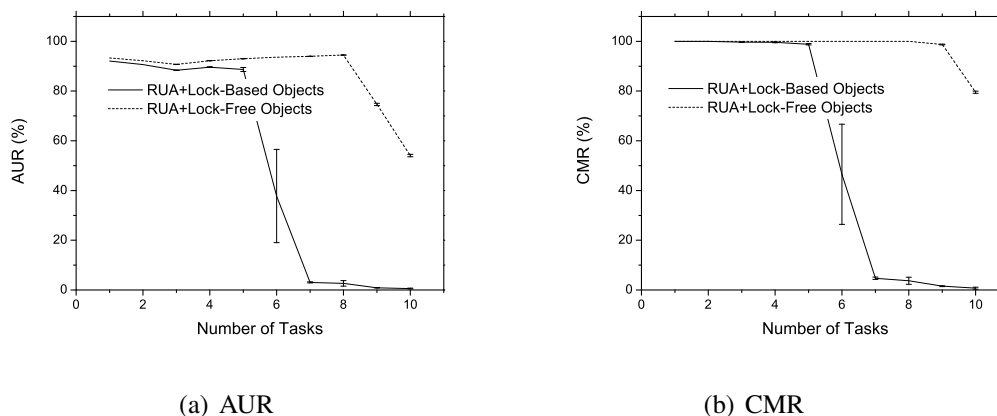 100
80
60
40
20
0
AUR (%)
RUA+Lock-Based Objects
RUA+Lock-Free Objects
0 2 4 6 8 10
Number of Tasks
(a) AUR
100
80
60
40
20
0
CMR (%)
RUA+Lock-Based Objects
RUA+Lock-Free Objects
0 2 4 6 8 10
Number of Tasks
(b) CMR